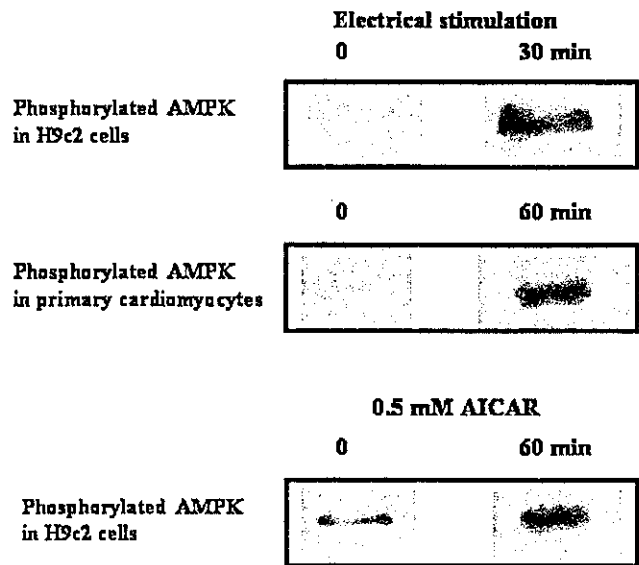 Electrical stimulation
0 30 min
Phosphorylated AMPK
in H9c2 cells
0 60 min
Phosphorylated AMPK
in primary cardiomyocytes
0.5 mM AICAR
0 60 min
Phosphorylated AMPK
in H9c2 cells